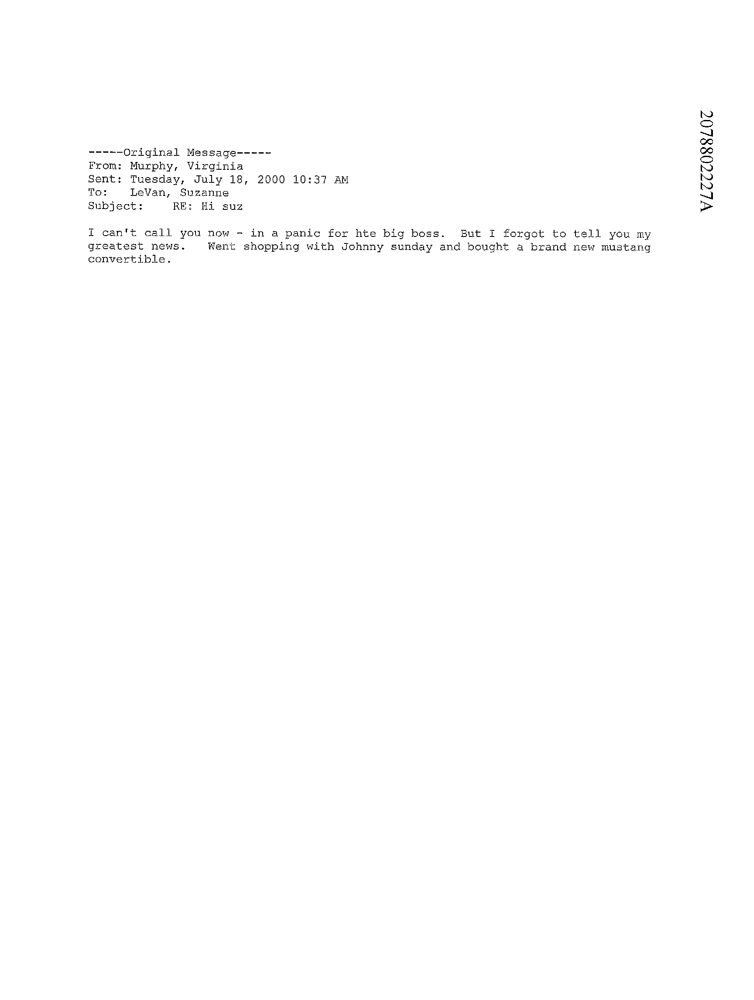 2078802227A
-----Original Message-----
From: Murphy, Virginia
Sent: Tuesday, July 18, 2000 10:37 AM
To:   LeVan, Suzanne
Subject:    RE: Hi suz
I can't call you now - in a panic for hte big boss.  But I forgot to tell you my
greatest news.   Went shopping with Johnny sunday and bought a brand new mustang
convertible.